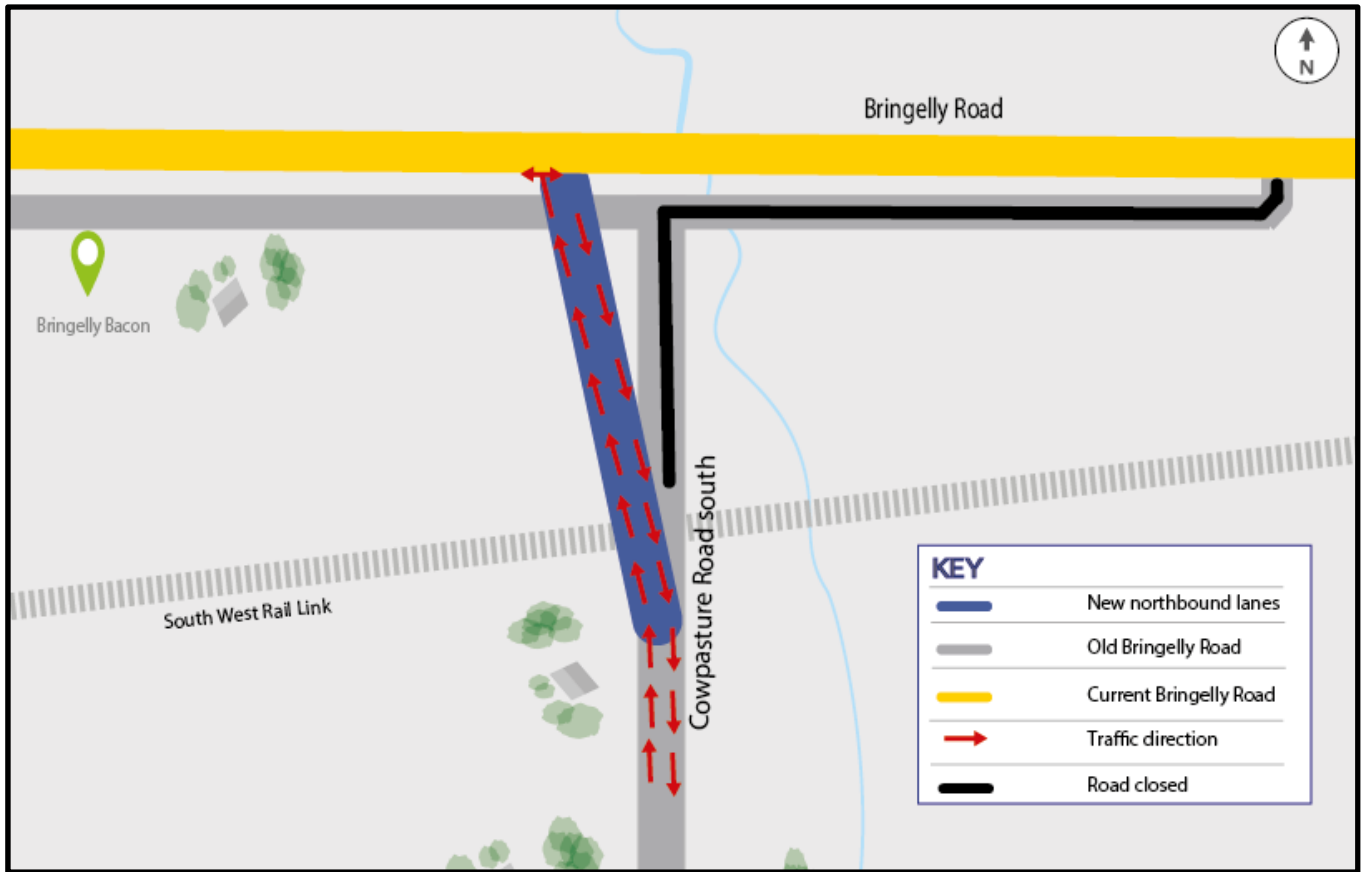 N
Bringelly Road
Bringelly Bacon
Cowpasture Road south
South West Rail Link
KEY
New northbound lanes
Old Bringelly Road
Current Bringelly Road
Traffic direction
Road closed